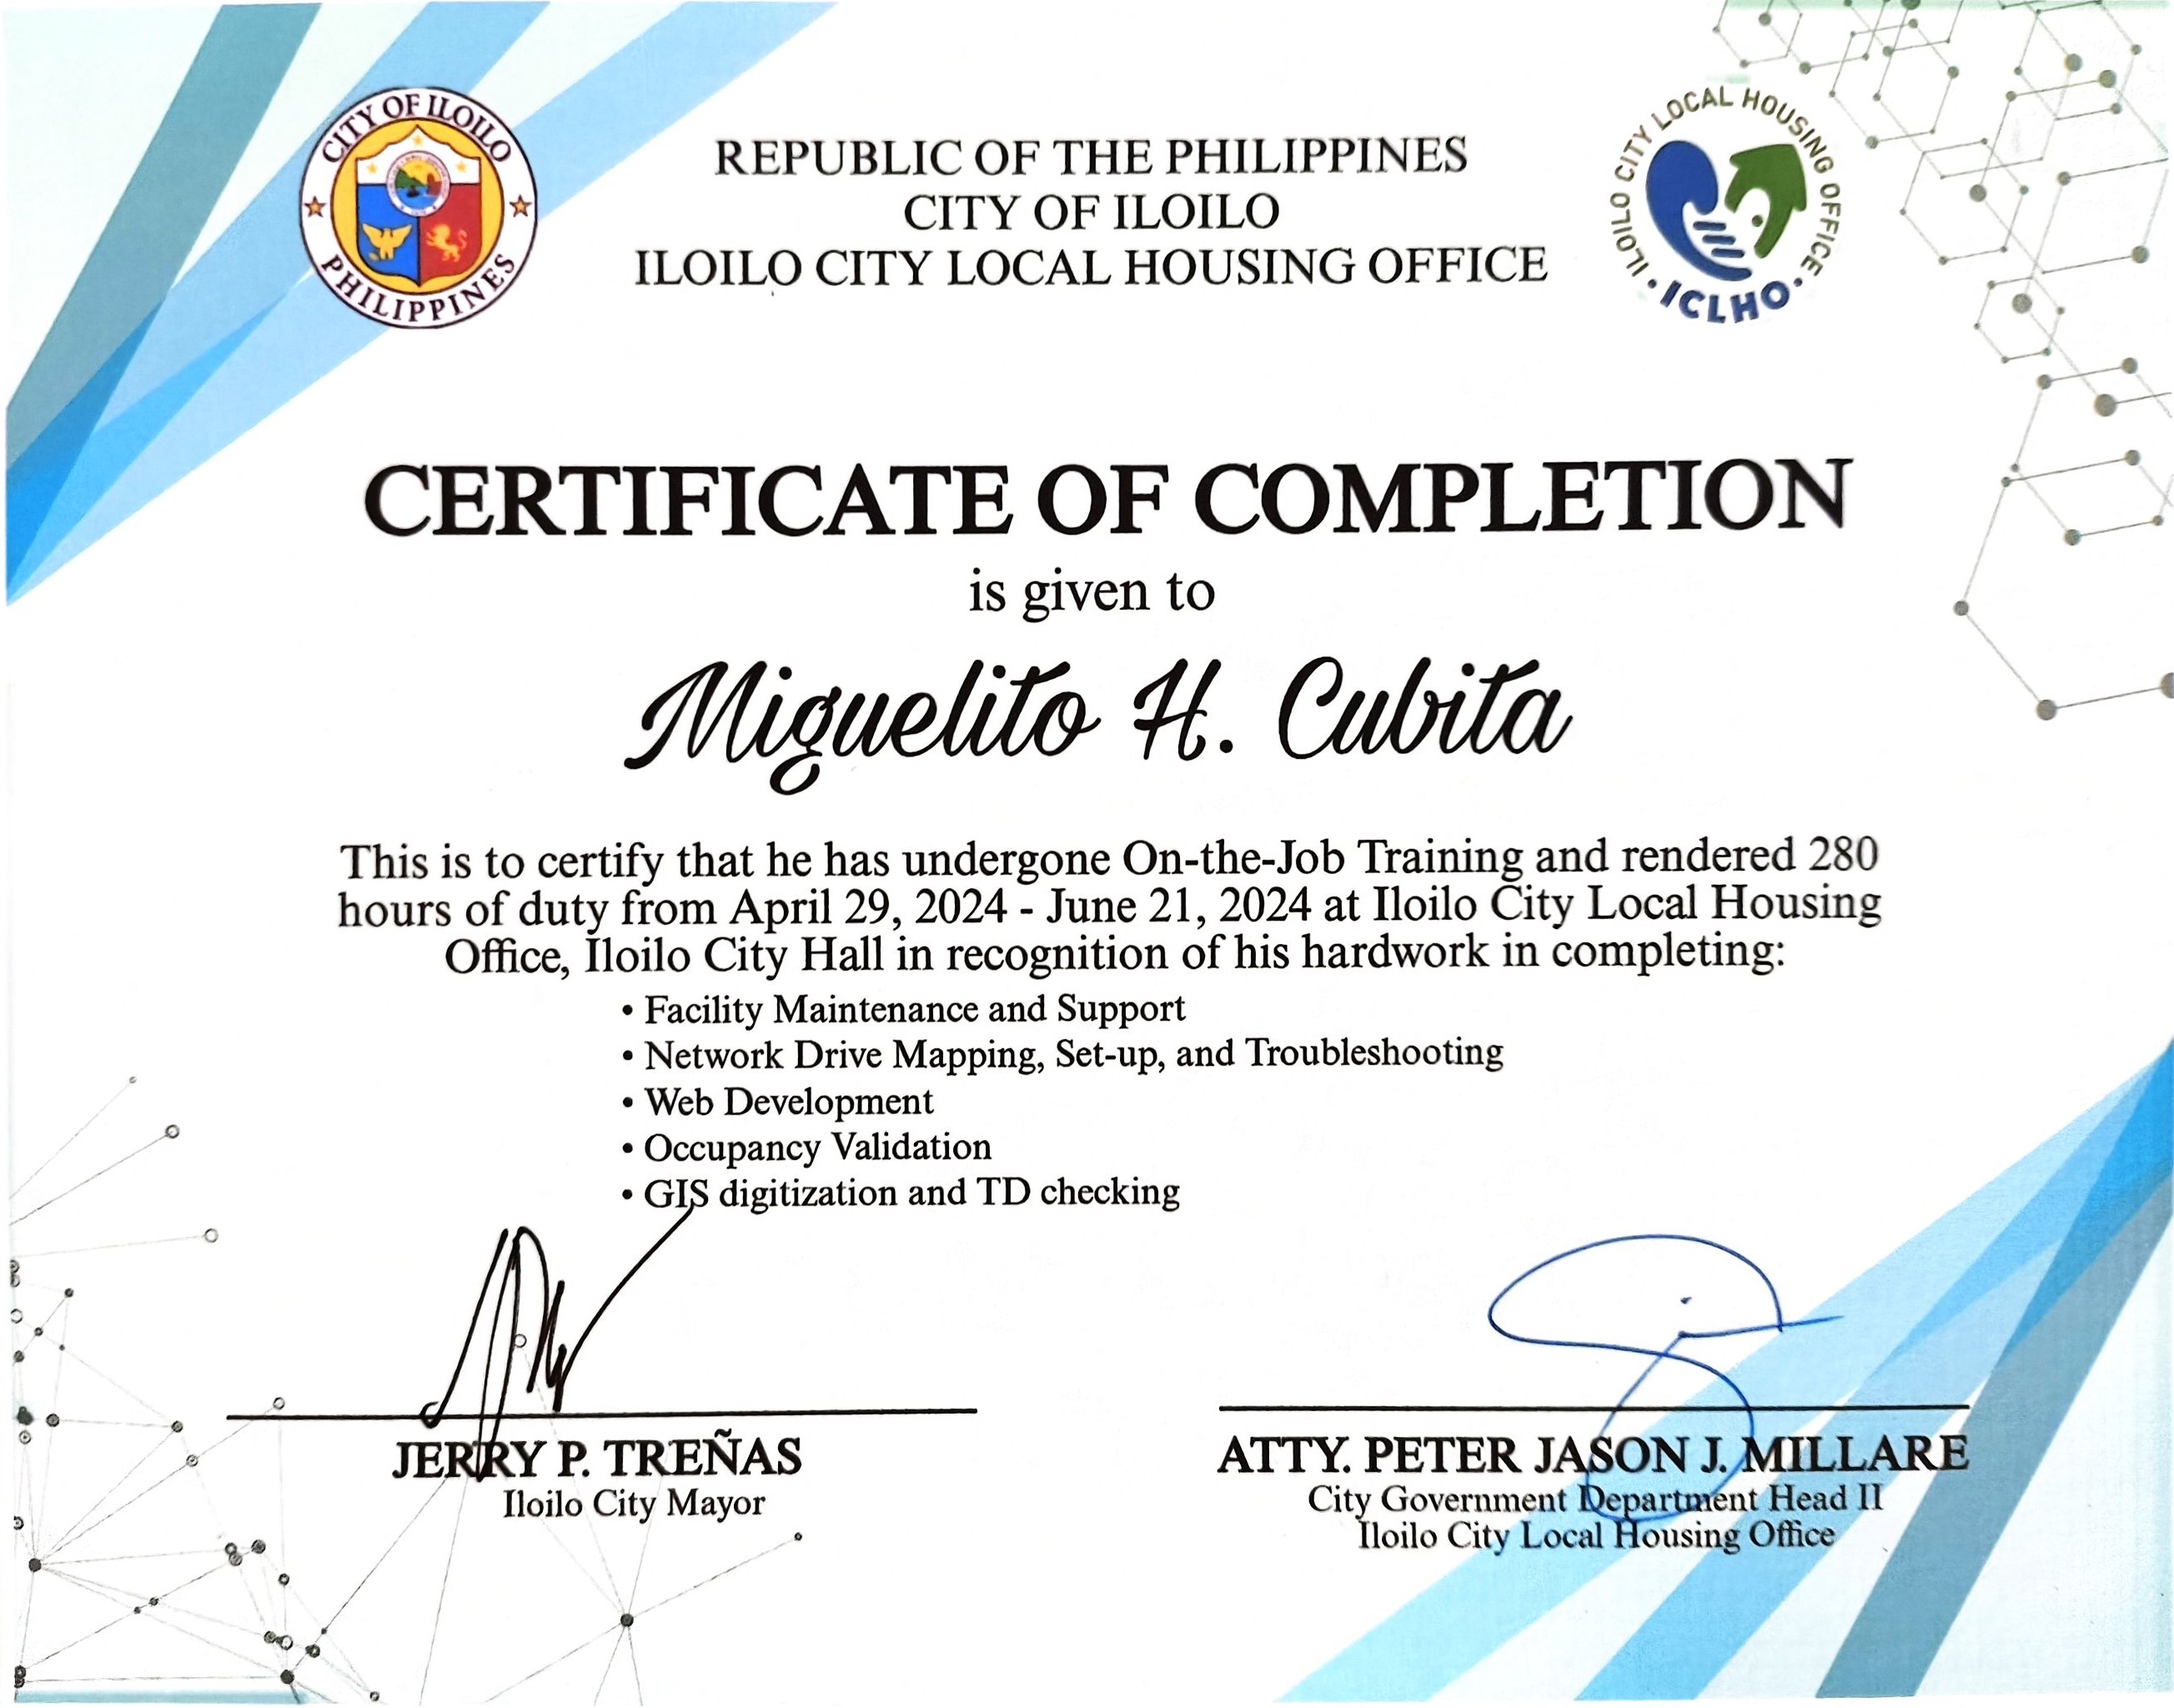 CITY OF ILOILO
PHILIPPINES
REPUBLIC OF THE PHILIPPINES
CITY OF ILOILO
ILOILO CITY LOCAL HOUSING OFFICE
ILOILO CITY LOCAL HOUSING OFFICE
ICLHO
CERTIFICATE OF COMPLETION
is given to
Miguelito H. Cubita
This is to certify that he has undergone On-the-Job Training and rendered 280
hours of duty from April 29, 2024 - June 21, 2024 at Iloilo City Local Housing
Office, Iloilo City Hall in recognition of his hardwork in completing:
• Facility Maintenance and Support
• Network Drive Mapping, Set-up, and Troubleshooting
• Web Development
• Occupancy Validation
• GIS digitization and TD checking
JERRY P. TREÑAS
Iloilo City Mayor
ATTY. PETER JASON J. MILLARE
City Government Department Head II
Iloilo City Local Housing Office